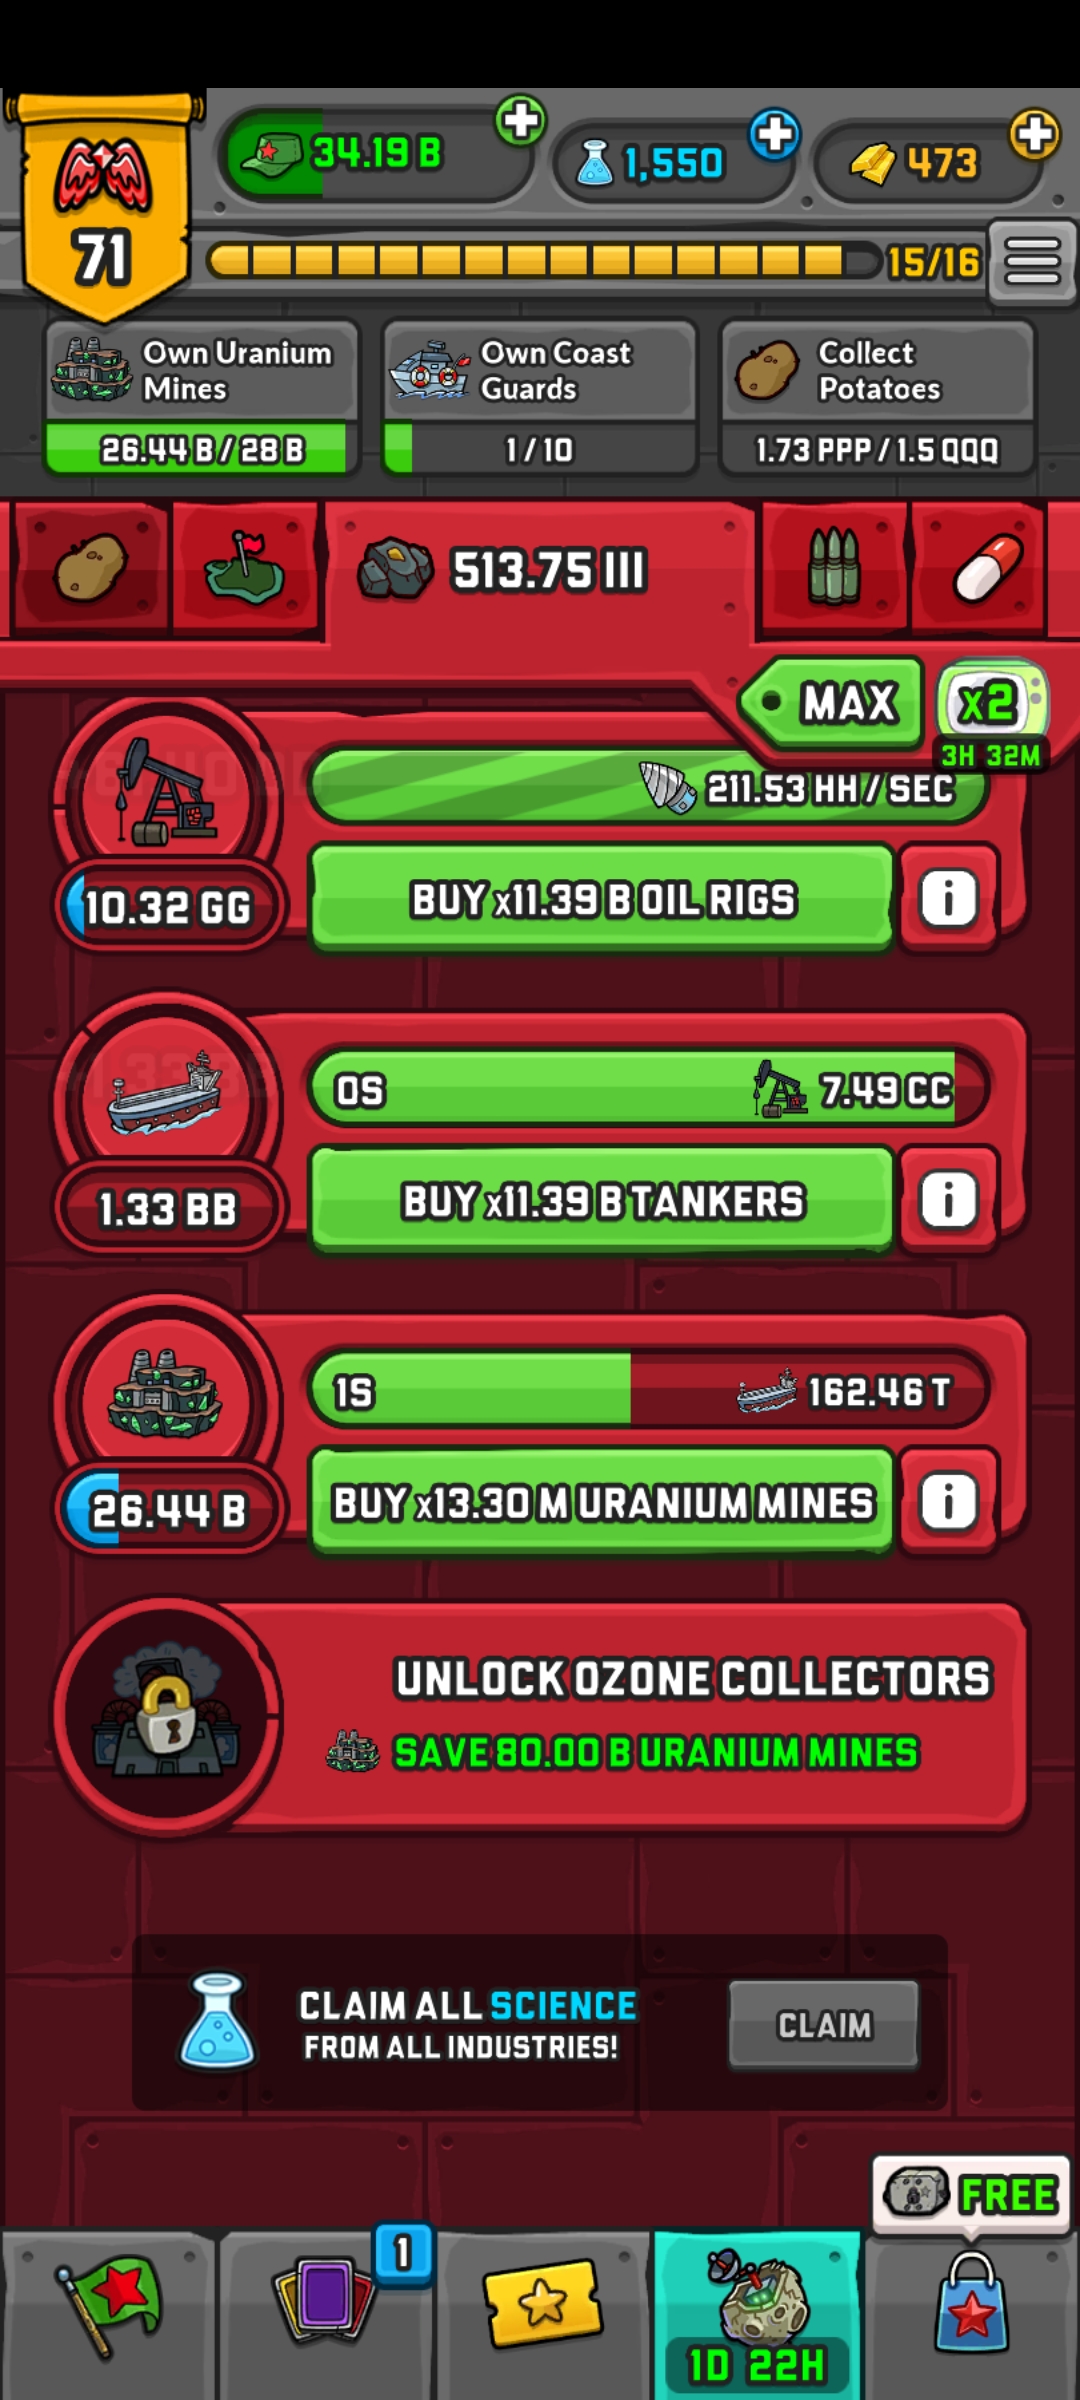 34.19 B
1,550
473
71
15/16
Own Uranium
Mines
26.44 B / 28 B
Own Coast
Guards
1 / 10
Collect
Potatoes
1.73 PPP / 1.5 QQQ
513.75 III
MAX
x2
3H 32M
211.53 HH / SEC
10.32 GG
BUY x11.39 B OIL RIGS
i
0S
7.49 CC
1.33 BB
BUY x11.39 B TANKERS
i
1S
162.46 T
26.44 B
BUY x13.30 M URANIUM MINES
i
UNLOCK OZONE COLLECTORS
SAVE 80.00 B URANIUM MINES
CLAIM ALL SCIENCE
FROM ALL INDUSTRIES!
CLAIM
FREE
1
1D 22H